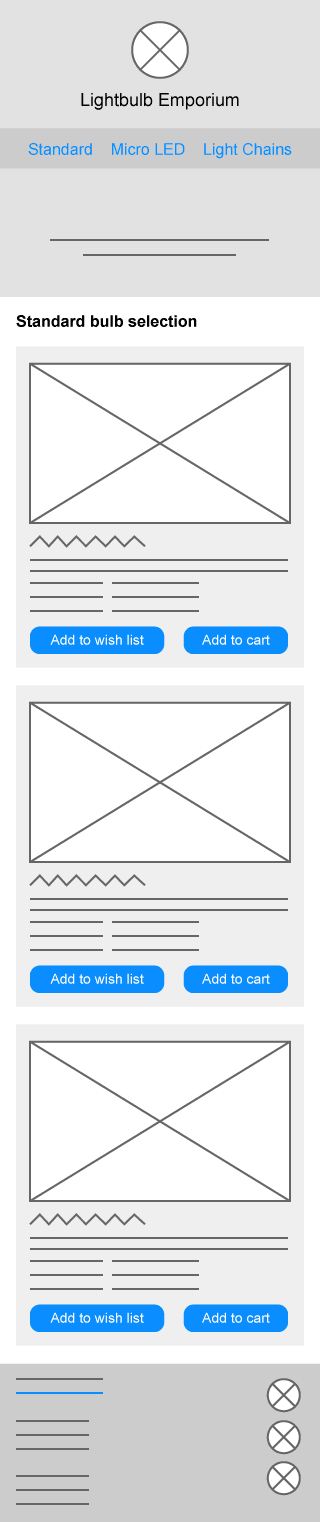 Lightbulb Emporium
Standard Micro LED Light Chains
Standard bulb selection
Add to wish list Add to cart
Add to wish list Add to cart
Add to wish list Add to cart